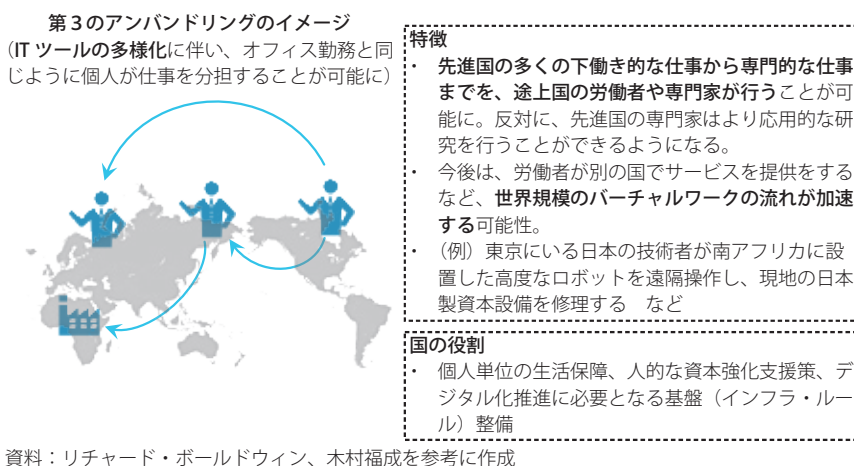 第３のアンバンドリングのイメージ
（IT ツールの多様化に伴い、オフィス勤務と同
じように個人が仕事を分担することが可能に）
特徴
・ 先進国の多くの下働き的な仕事から専門的な仕事
までを、途上国の労働者や専門家が行うことが可
能に。反対に、先進国の専門家はより応用的な研
究を行うことができるようになる。
・ 今後は、労働者が別の国でサービスを提供をする
など、世界規模のバーチャルワークの流れが加速
する可能性。
・ （例）東京にいる日本の技術者が南アフリカに設
置した高度なロボットを遠隔操作し、現地の日本
製資本設備を修理する　など
国の役割
・ 個人単位の生活保障、人的な資本強化支援策、デ
ジタル化推進に必要となる基盤（インフラ・ルー
ル）整備
資料：リチャード・ボールドウィン、木村福成を参考に作成